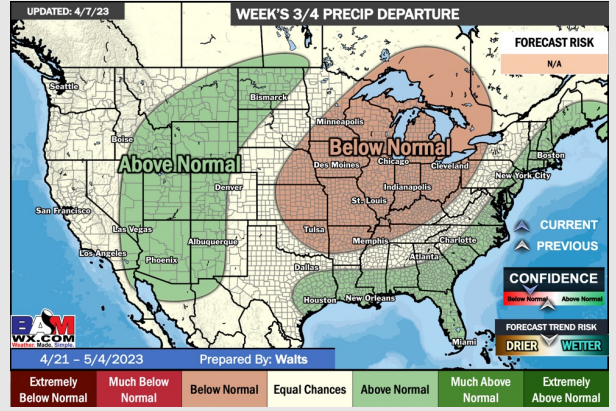 UPDATED: 4/7/23
WEEK'S 3/4 PRECIP DEPARTURE
FORECAST RISK
N/A
Seattle
Bismarck
Minneapolis
Boise
Above Normal
Below Normal
Boston
Des Moines
Chicago
Cleveland
New York City
Denver
Indianapolis
St. Louis
San Francisco
Las Vegas
Tulsa
CURRENT
Albuquerque
Memphis
Charlotte
PREVIOUS
Los Angeles
Phoenix
Atlanta
Dallas
CONFIDENCE
Houston
New Orleans
Below Normal
Above Normal
BAM
WX.COM
Weather. Made. Simple.
FORECAST TREND RISK
DRIER
WETTER
Miami
4/21 – 5/4/2023
Prepared By: Walts
Extremely
Below Normal
Much Below
Normal
Below Normal
Equal Chances
Above Normal
Much Above
Normal
Extremely
Above Normal